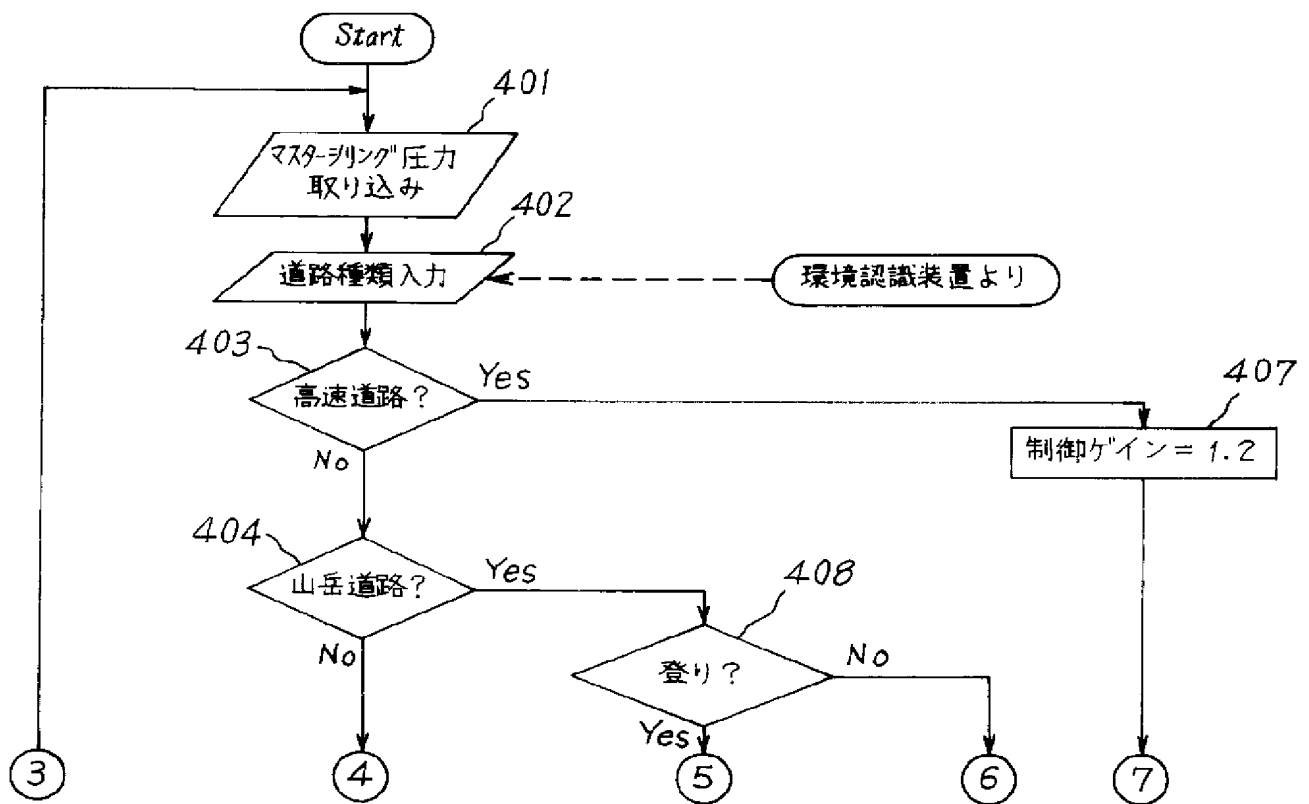 Start
401
マスターシリング圧力
取り込み
402
道路種類入力
環境認識装置より
403
高速道路?
Yes
407
制御ゲイン = 1.2
No
404
山岳道路?
Yes
408
登り?
No
No
Yes
3
4
5
6
7